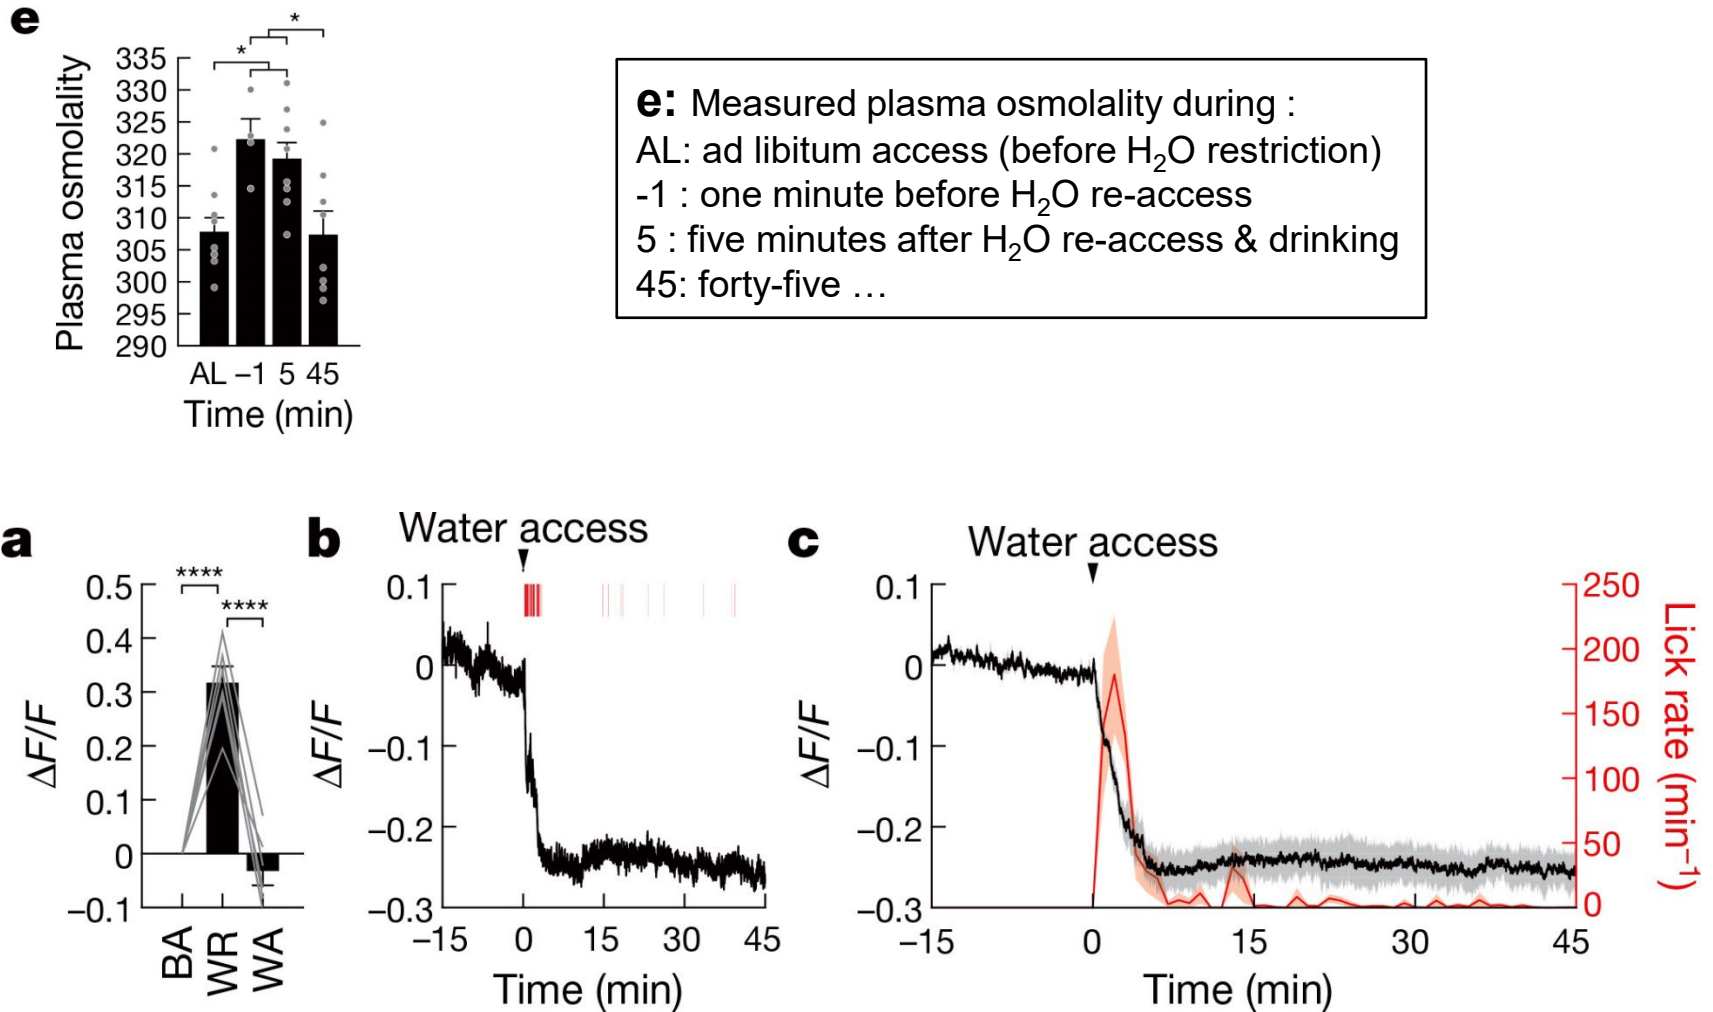 e
*
*
335
330
325
320
315
310
305
300
295
290
Plasma osmolality
AL −1 5 45
Time (min)
e: Measured plasma osmolality during :
AL: ad libitum access (before H₂O restriction)
-1 : one minute before H₂O re-access
5 : five minutes after H₂O re-access & drinking
45: forty-five …
a
****
****
0.5
0.4
0.3
0.2
0.1
0
−0.1
ΔF/F
BA
WR
WA
b
Water access
0.1
0
−0.1
−0.2
−0.3
ΔF/F
−15 0 15 30 45
Time (min)
c
Water access
0.1
0
−0.1
−0.2
−0.3
ΔF/F
250
200
150
100
50
0
Lick rate (min⁻¹)
−15 0 15 30 45
Time (min)